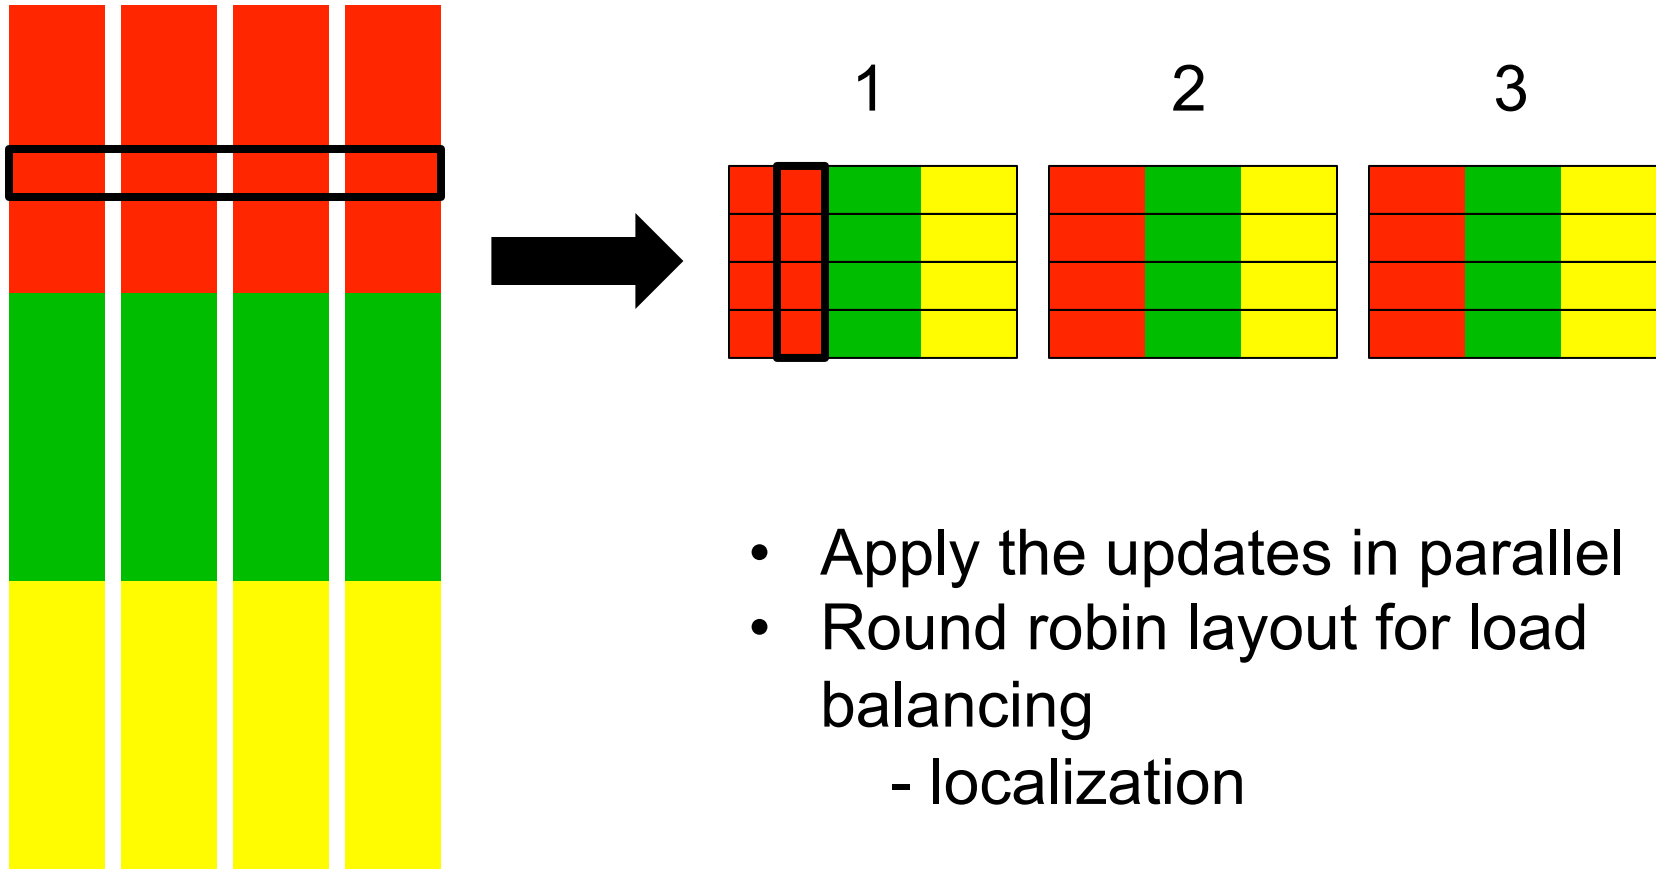 1 2 3
• Apply the updates in parallel
• Round robin layout for load
balancing
- localization